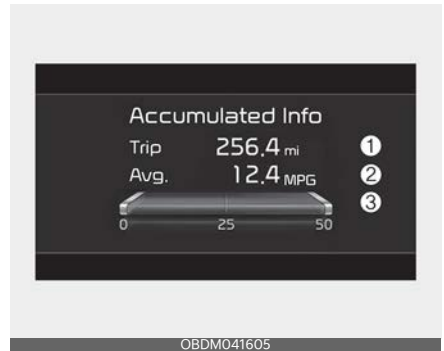 Accumulated Info
Trip 256.4 mi ①
Avg. 12.4 MPG ②
③
0 25 50
OBDM041605